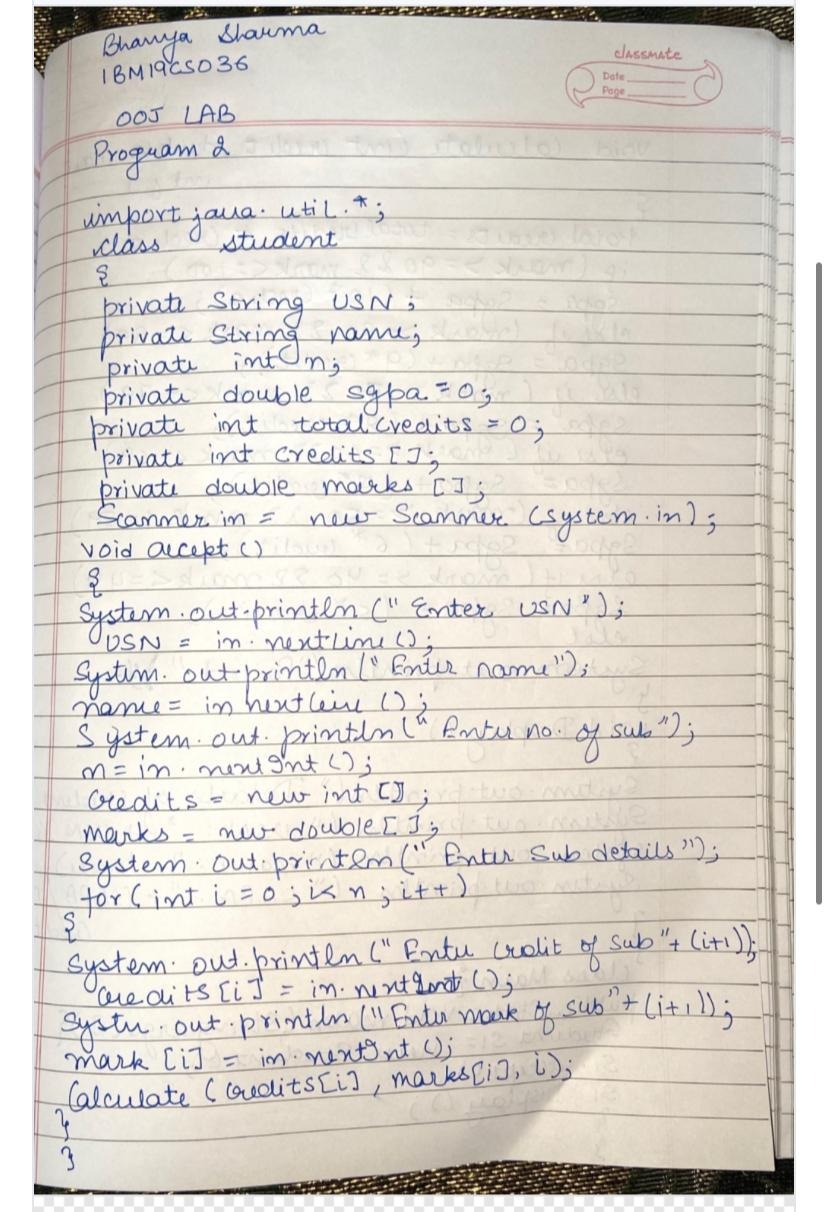 Bhavya Sharma
1BM19CS036
CLASSMATE
Date
Page
OOJ LAB
Program 2
import java.util.*;
class student
{
private String USN;
private String name;
private int n;
private double sgpa = 0;
private int totalcredits = 0;
private int credits [];
private double marks [];
Scanner in = new Scanner (system.in);
void accept ()
{
System.out.println (" Enter USN");
USN = in.nextLine ();
System.out println (" Enter name");
name = in nextLine ();
System.out.println (" Enter no. of sub");
n = in.nextInt ();
Credits = new int [];
marks = new double [];
System.out.println (" Enter Sub details");
for (int i = 0 ; i < n ; i++)
{
System.out.println (" Enter credit of sub" + (i+1));
Credits [i] = in.nextInt ();
Syste.out.println (" Enter mark of sub" + (i+1));
mark [i] = in.nextInt ();
Calculate (credits[i], marks[i], i);
}
}